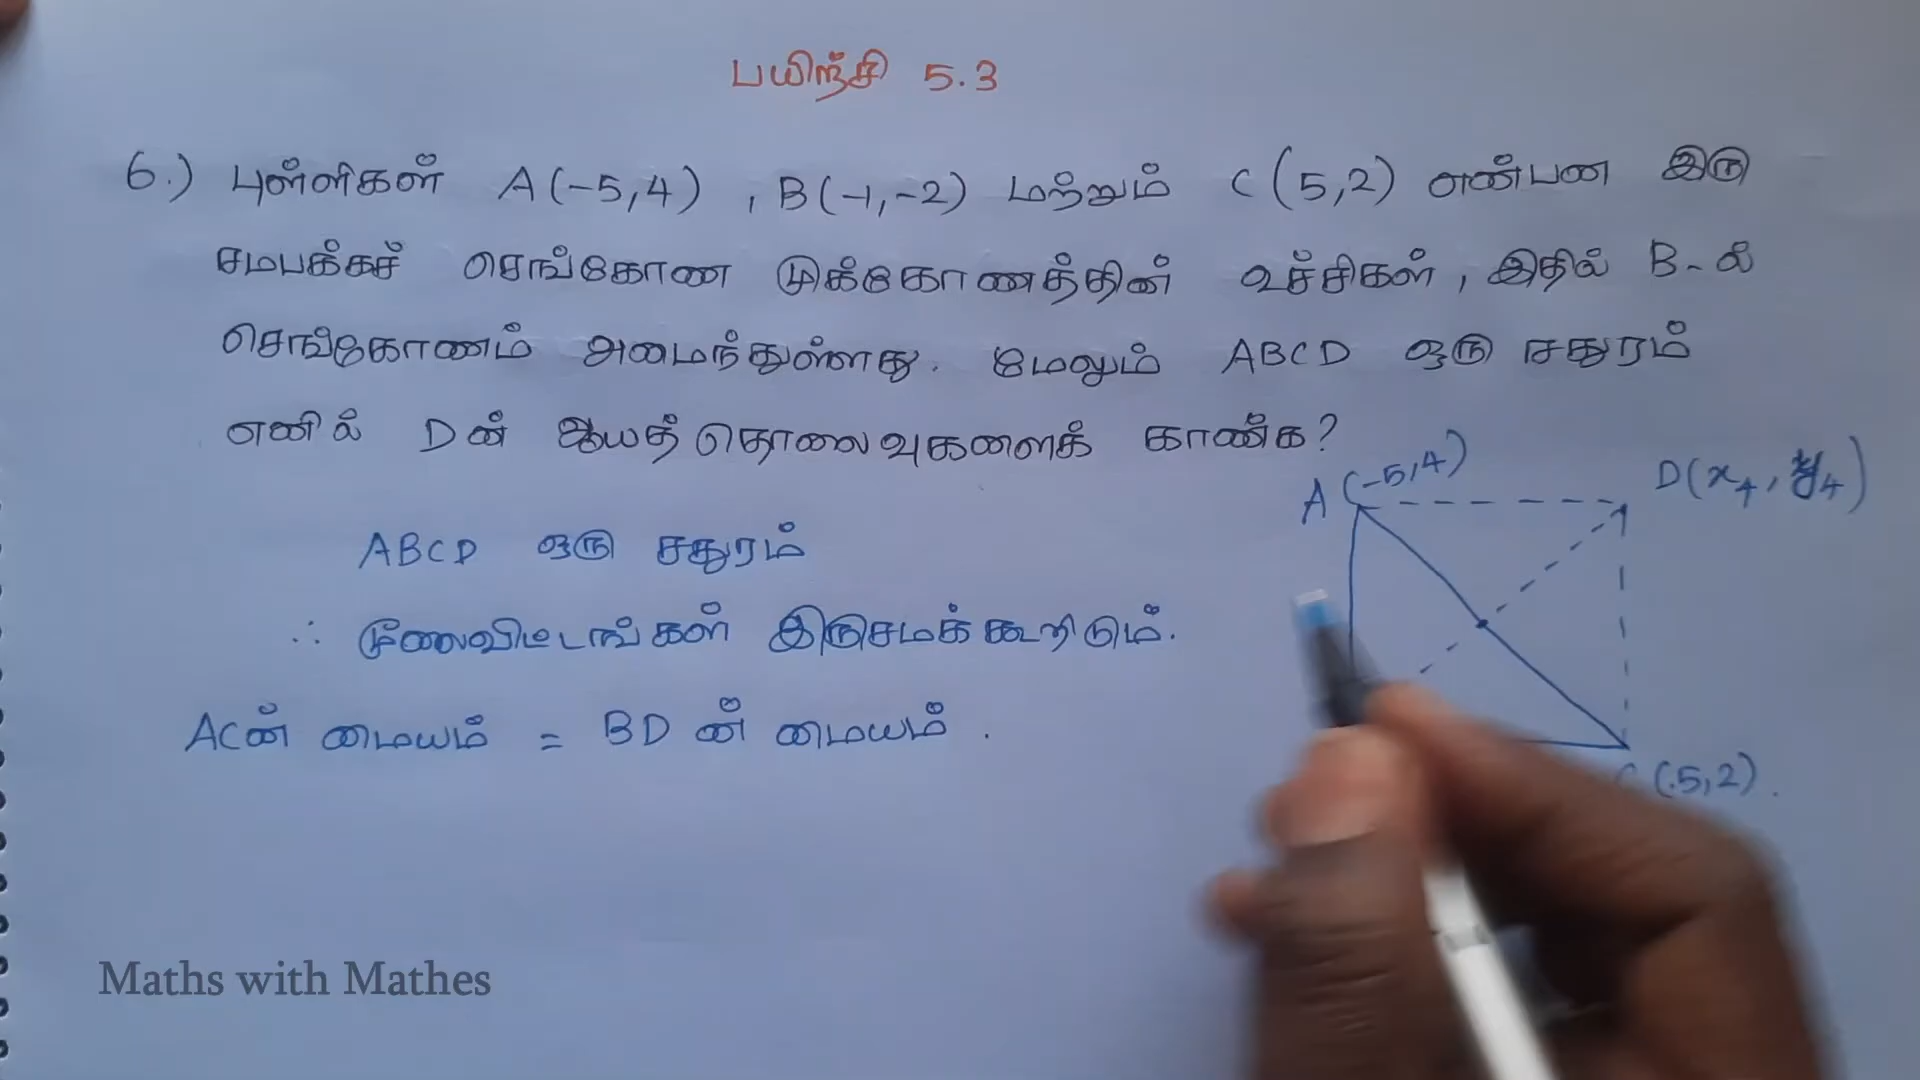 பயிற்சி 5.3
6.) புள்ளிகள் A(-5,4) , B(-1,-2) மற்றும் C(5,2) என்பன இரு
சமபக்கச் செங்கோண முக்கோணத்தின் உச்சிகள், இதில் B-ல்
செங்கோணம் அமைந்துள்ளது. மேலும் ABCD ஒரு சதுரம்
எனில் Dன் ஆயத்தொலைவுகளைக் காண்க?
A(-5,4)
D(x₄, y₄)
ABCD ஒரு சதுரம்
∴ மூலைவிட்டங்கள் இருசமக்கூறிடும்.
ACன் மையம் = BDன் மையம்.
(5,2).
Maths with Mathes